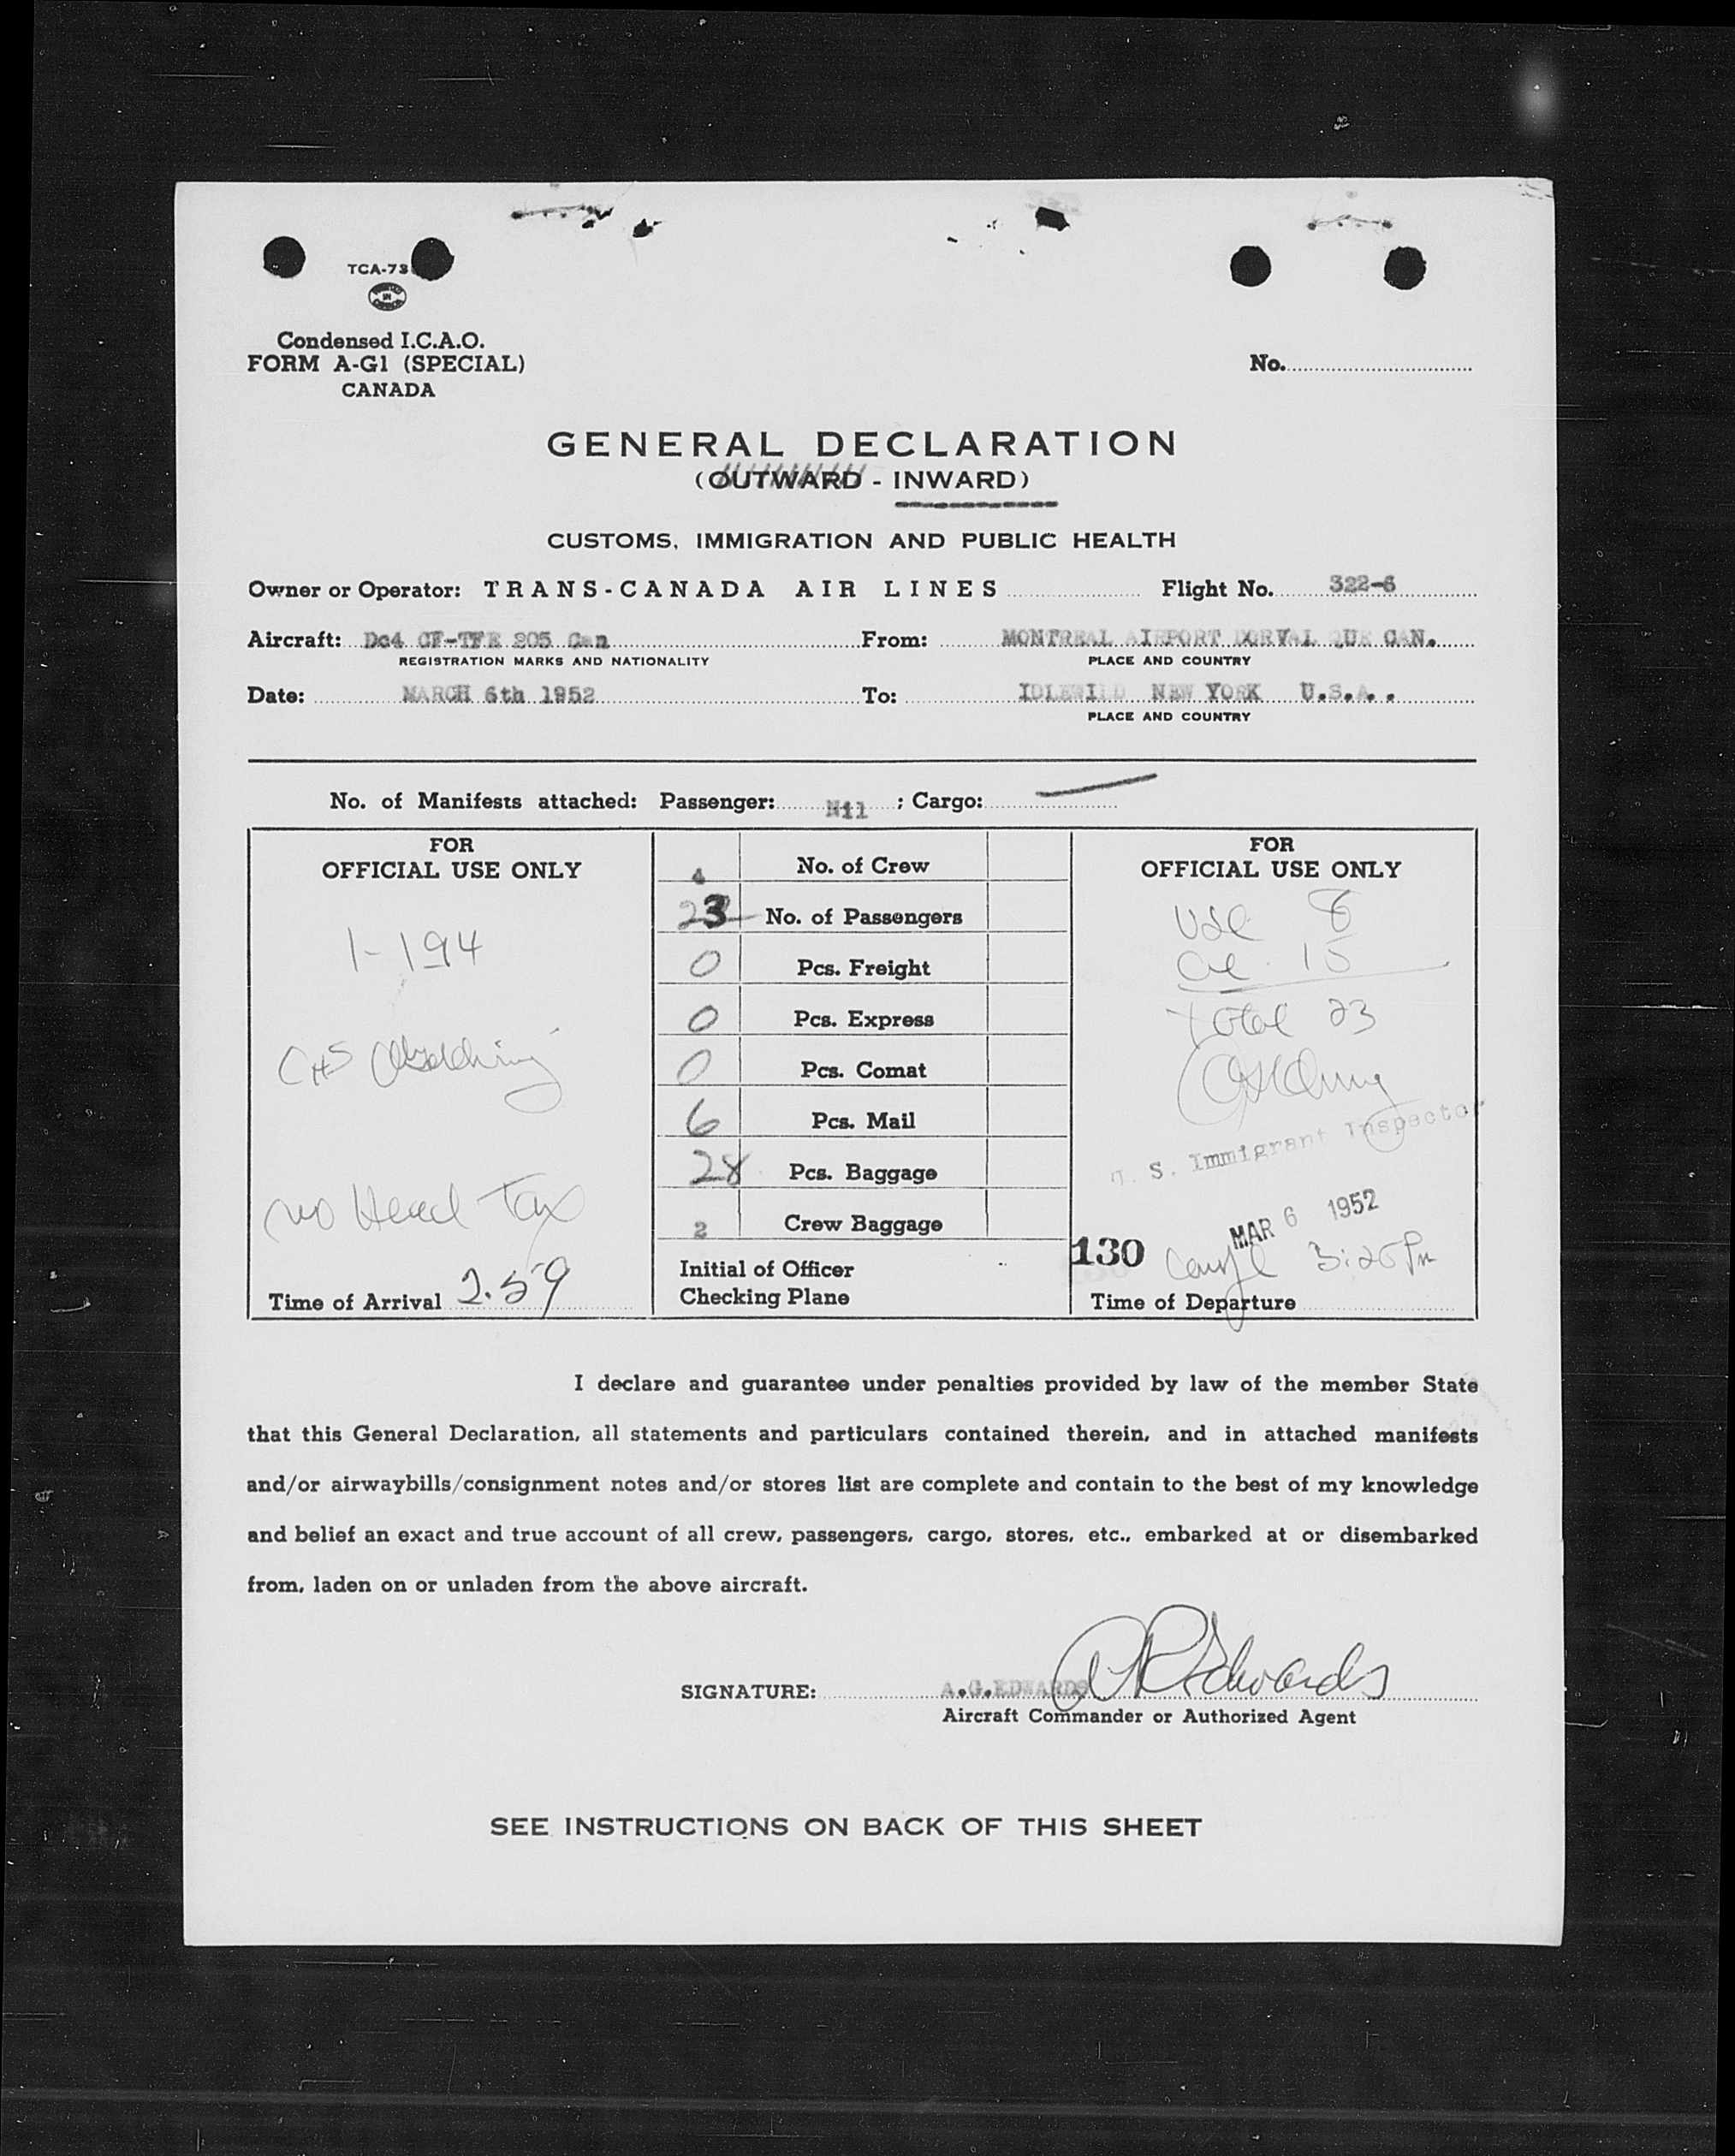 TCA-73
Condensed I.C.A.O.
FORM A-G1 (SPECIAL)
CANADA
No.
GENERAL DECLARATION
(OUTWARD - INWARD)
CUSTOMS, IMMIGRATION AND PUBLIC HEALTH
Owner or Operator: TRANS-CANADA AIR LINES Flight No. 322-6
Aircraft: Dc4 CF-TFE 205 Can From: MONTREAL AIRPORT DORVAL QUE CAN.
REGISTRATION MARKS AND NATIONALITY PLACE AND COUNTRY
Date: MARCH 6th 1952 To: IDLEWILD NEW YORK U.S.A..
PLACE AND COUNTRY
No. of Manifests attached: Passenger: Nil ; Cargo:
FOR
OFFICIAL USE ONLY
1-194
no Head Tax
Time of Arrival 2.59
4 No. of Crew
23 No. of Passengers
0 Pcs. Freight
0 Pcs. Express
0 Pcs. Comat
6 Pcs. Mail
28 Pcs. Baggage
2 Crew Baggage
Initial of Officer
Checking Plane
FOR
OFFICIAL USE ONLY
USC 8
al. 15
Total 23
U. S. Immigrant Inspector
MAR 6 1952
130 3:25 Pm
Time of Departure
I declare and guarantee under penalties provided by law of the member State
that this General Declaration, all statements and particulars contained therein, and in attached manifests
and/or airwaybills/consignment notes and/or stores list are complete and contain to the best of my knowledge
and belief an exact and true account of all crew, passengers, cargo, stores, etc., embarked at or disembarked
from, laden on or unladen from the above aircraft.
SIGNATURE: A.G.EDWARDS
Aircraft Commander or Authorized Agent
SEE INSTRUCTIONS ON BACK OF THIS SHEET